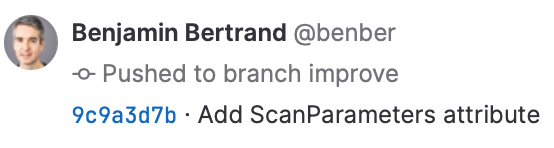 Benjamin Bertrand @benber
Pushed to branch improve
9c9a3d7b · Add ScanParameters attribute